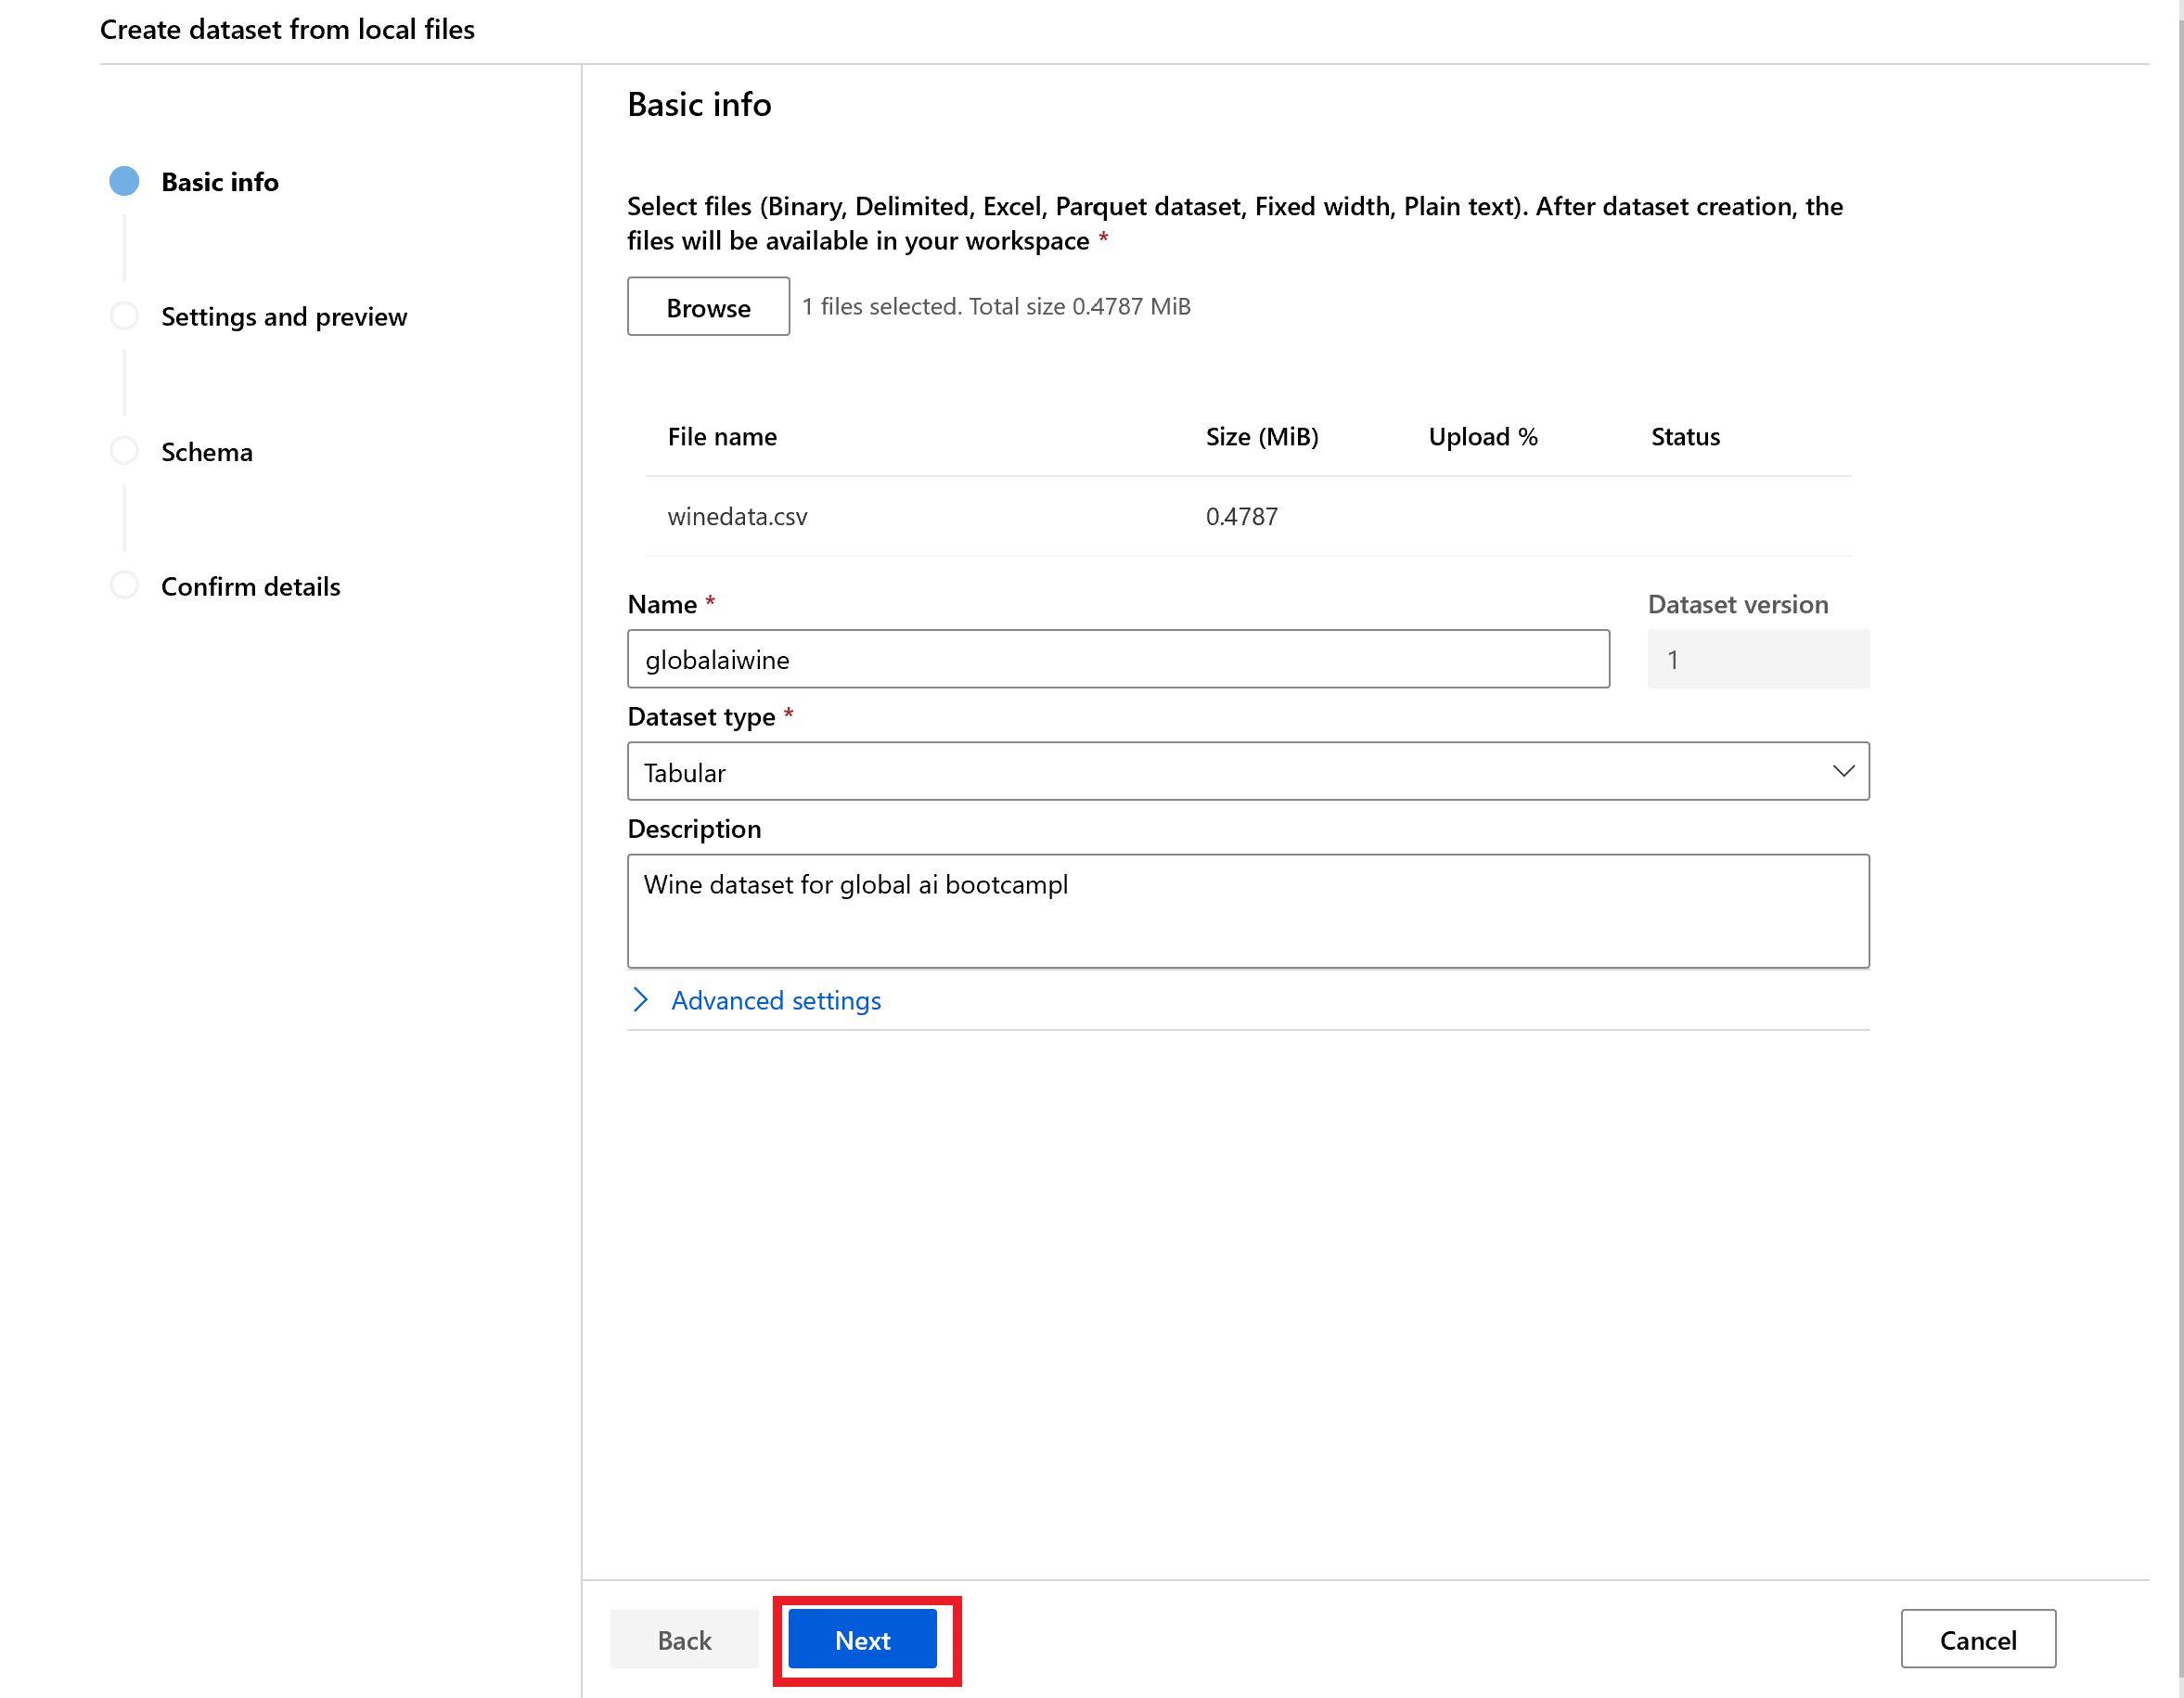 Create dataset from local files
Basic info
Settings and preview
Schema
Confirm details
Basic info
Select files (Binary, Delimited, Excel, Parquet dataset, Fixed width, Plain text). After dataset creation, the
files will be available in your workspace *
Browse 1 files selected. Total size 0.4787 MiB
File name Size (MiB) Upload % Status
winedata.csv 0.4787
Name * Dataset version
globalaiwine 1
Dataset type *
Tabular
Description
Wine dataset for global ai bootcampl
Advanced settings
Back Next Cancel